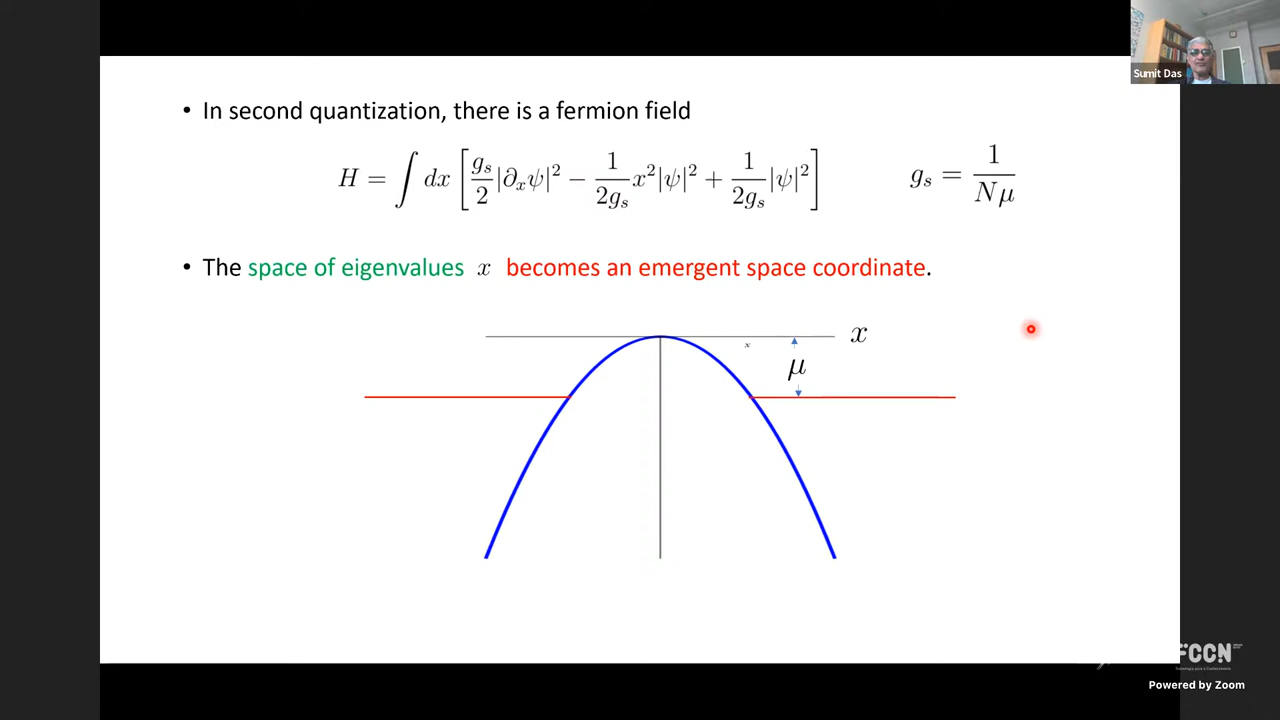 Sumit Das
• In second quantization, there is a fermion field
H = ∫ dx [ g_s/2 |∂_xψ|² − 1/(2g_s) x²|ψ|² + 1/(2g_s) |ψ|² ]    g_s = 1/(Nμ)
• The space of eigenvalues x becomes an emergent space coordinate.
x
x
μ
FCCN
Powered by Zoom